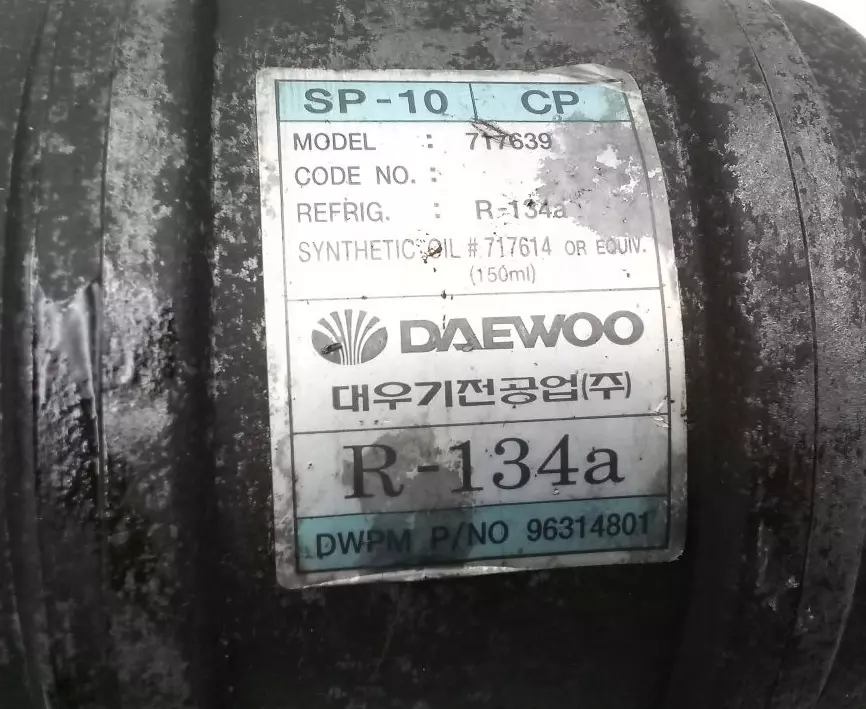 SP-10 CP
MODEL : 717639
CODE NO. :
REFRIG. : R-134a
SYNTHETIC OIL # 717614 OR EQUIV.
(150ml)
DAEWOO
대우기전공업(주)
R-134a
DWPM P/NO 96314801